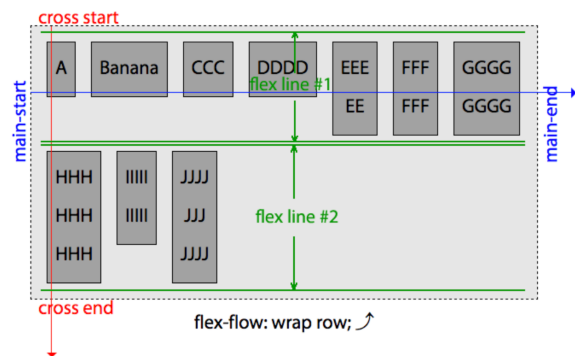 cross start
A Banana CCC DDDD EEE FFF GGGG
flex line #1
EE FFF GGGG
main-start
main-end
HHH IIIII JJJJ
HHH IIIII JJJ
flex line #2
HHH JJJJ
cross end
flex-flow: wrap row;